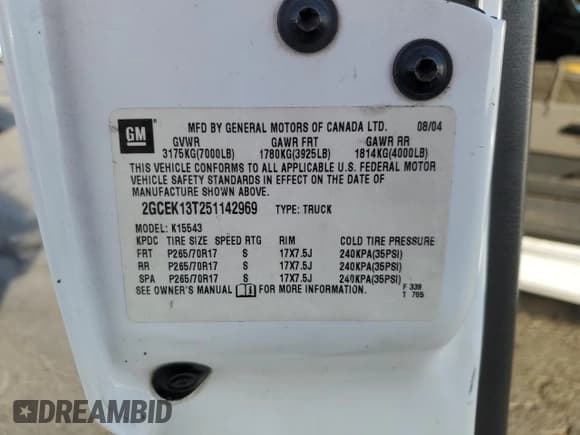 GM
MFD BY GENERAL MOTORS OF CANADA LTD. 08/04
GVWR GAWR FRT GAWR RR
3175KG(7000LB) 1780KG(3925LB) 1814KG(4000LB)
THIS VEHICLE CONFORMS TO ALL APPLICABLE U.S. FEDERAL MOTOR
VEHICLE SAFETY STANDARDS IN EFFECT ON THE DATE OF
MANUFACTURE SHOWN ABOVE.
2GCEK13T251142969 TYPE: TRUCK
MODEL: K15543
KPDC TIRE SIZE SPEED RTG RIM COLD TIRE PRESSURE
FRT P265/70R17 S 17X7.5J 240KPA(35PSI)
RR P265/70R17 S 17X7.5J 240KPA(35PSI)
SPA P265/70R17 S 17X7.5J 240KPA(35PSI)
SEE OWNER'S MANUAL FOR MORE INFORMATION. F 339
T 705
DREAMBID